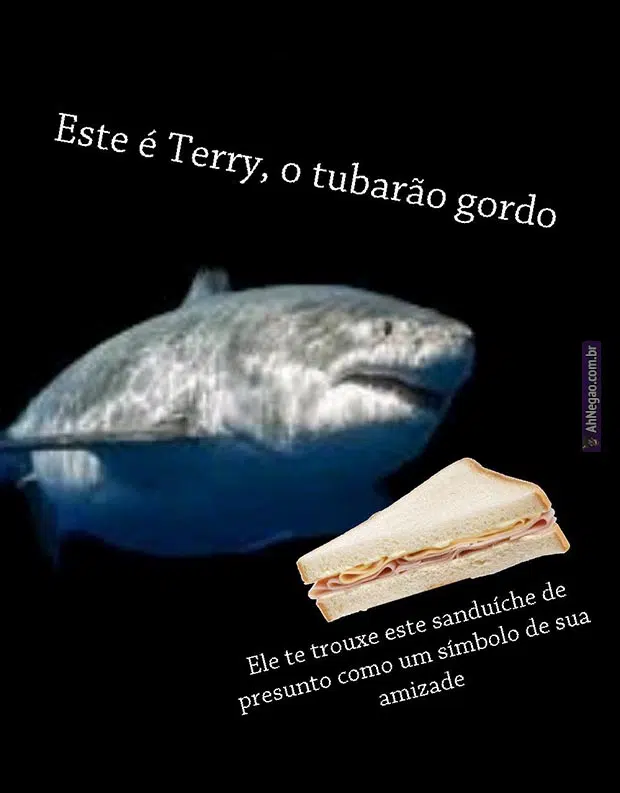 Este é Terry, o tubarão gordo
AhNegao.com.br
Ele te trouxe este sanduíche de
presunto como um símbolo de sua
amizade